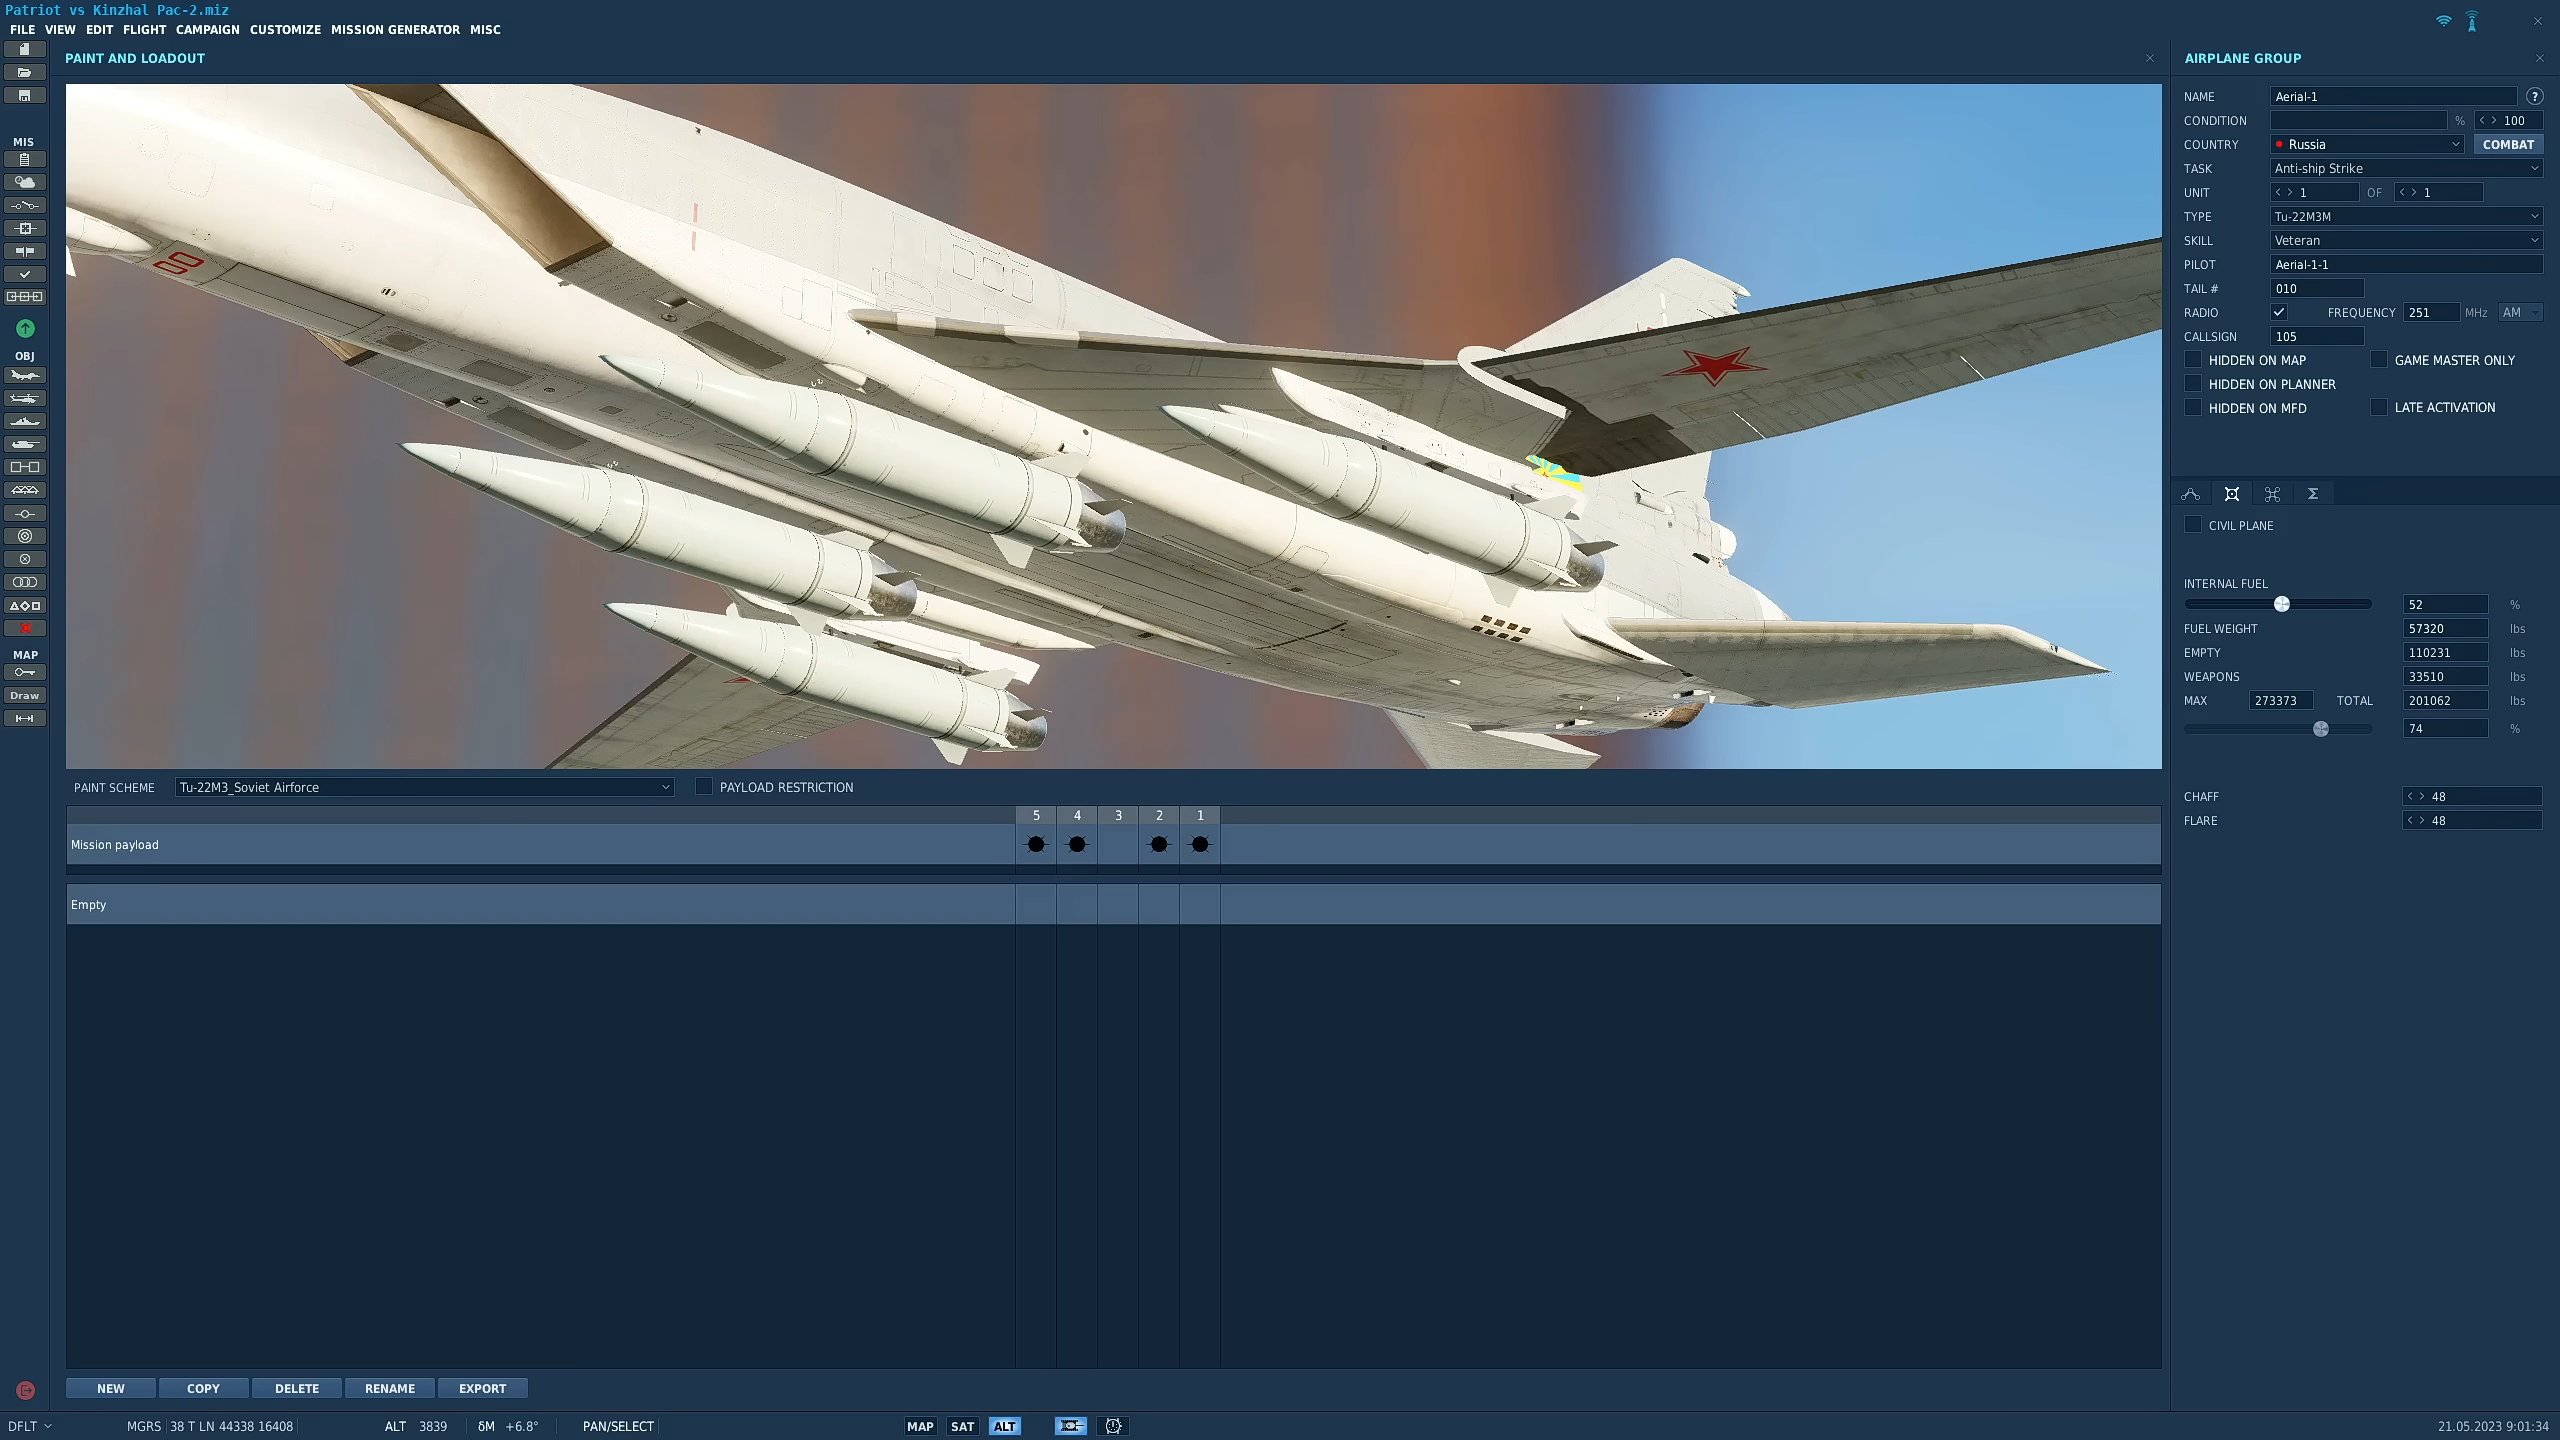 Patriot vs Kinzhal Pac-2.miz
FILE VIEW EDIT FLIGHT CAMPAIGN CUSTOMIZE MISSION GENERATOR MISC
PAINT AND LOADOUT
00
PAINT SCHEME Tu-22M3_Soviet Airforce PAYLOAD RESTRICTION
5 4 3 2 1
Mission payload
Empty
NEW COPY DELETE RENAME EXPORT
MIS
OBJ
MAP
Draw
AIRPLANE GROUP
NAME Aerial-1 ?
CONDITION % < > 100
COUNTRY Russia COMBAT
TASK Anti-ship Strike
UNIT < > 1 OF < > 1
TYPE Tu-22M3M
SKILL Veteran
PILOT Aerial-1-1
TAIL # 010
RADIO FREQUENCY 251 MHz AM
CALLSIGN 105
HIDDEN ON MAP GAME MASTER ONLY
HIDDEN ON PLANNER
HIDDEN ON MFD LATE ACTIVATION
Σ
CIVIL PLANE
INTERNAL FUEL
52 %
FUEL WEIGHT 57320 lbs
EMPTY 110231 lbs
WEAPONS 33510 lbs
MAX 273373 TOTAL 201062 lbs
74 %
CHAFF < > 48
FLARE < > 48
DFLT MGRS 38 T LN 44338 16408 ALT 3839 δM +6.8° PAN/SELECT MAP SAT ALT 21.05.2023 9:01:34